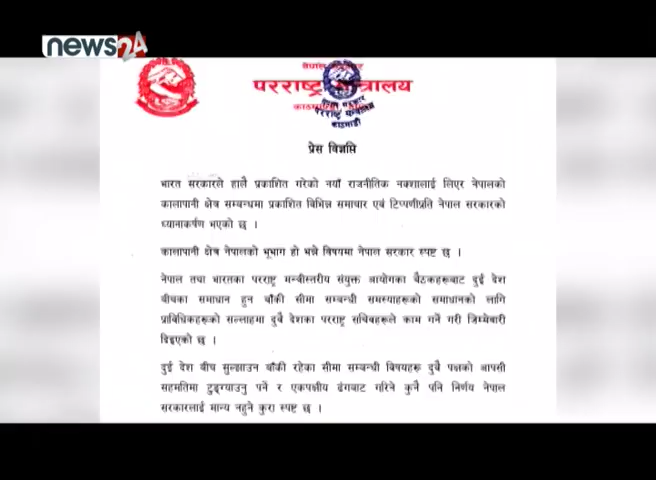 news24
नेपाल सरकार
परराष्ट्र मन्त्रालय
काठमाडौं
प्रेस विज्ञप्ति
भारत सरकारले हालै प्रकाशित गरेको नयाँ राजनीतिक नक्शालाई लिएर नेपालको
कालापानी क्षेत्र सम्बन्धमा प्रकाशित विभिन्न समाचार एवं टिप्पणीप्रति नेपाल सरकारको
ध्यानाकर्षण भएको छ ।
कालापानी क्षेत्र नेपालको भूभाग हो भन्ने विषयमा नेपाल सरकार स्पष्ट छ ।
नेपाल तथा भारतका परराष्ट्र मन्त्रीस्तरीय संयुक्त आयोगका बैठकहरूबाट दुई देश
बीचका समाधान हुन बाँकी सीमा सम्बन्धी समस्याहरूको समाधानको लागि
प्राविधिकहरूको सल्लाहमा दुवै देशका परराष्ट्र सचिवहरूले काम गर्ने गरी जिम्मेवारी
दिइएको छ ।
दुई देश बीच सुल्झाउन बाँकी रहेका सीमा सम्बन्धी विषयहरू दुवै पक्षको आपसी
सहमतिमा टुङ्ग्याउनु पर्ने र एकपक्षीय ढंगबाट गरिने कुनै पनि निर्णय नेपाल
सरकारलाई मान्य नहुने कुरा स्पष्ट छ ।